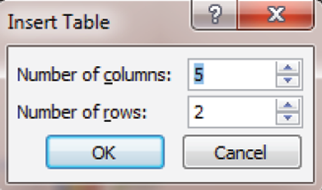 Insert Table
?
Number of columns: 5
Number of rows: 2
OK Cancel